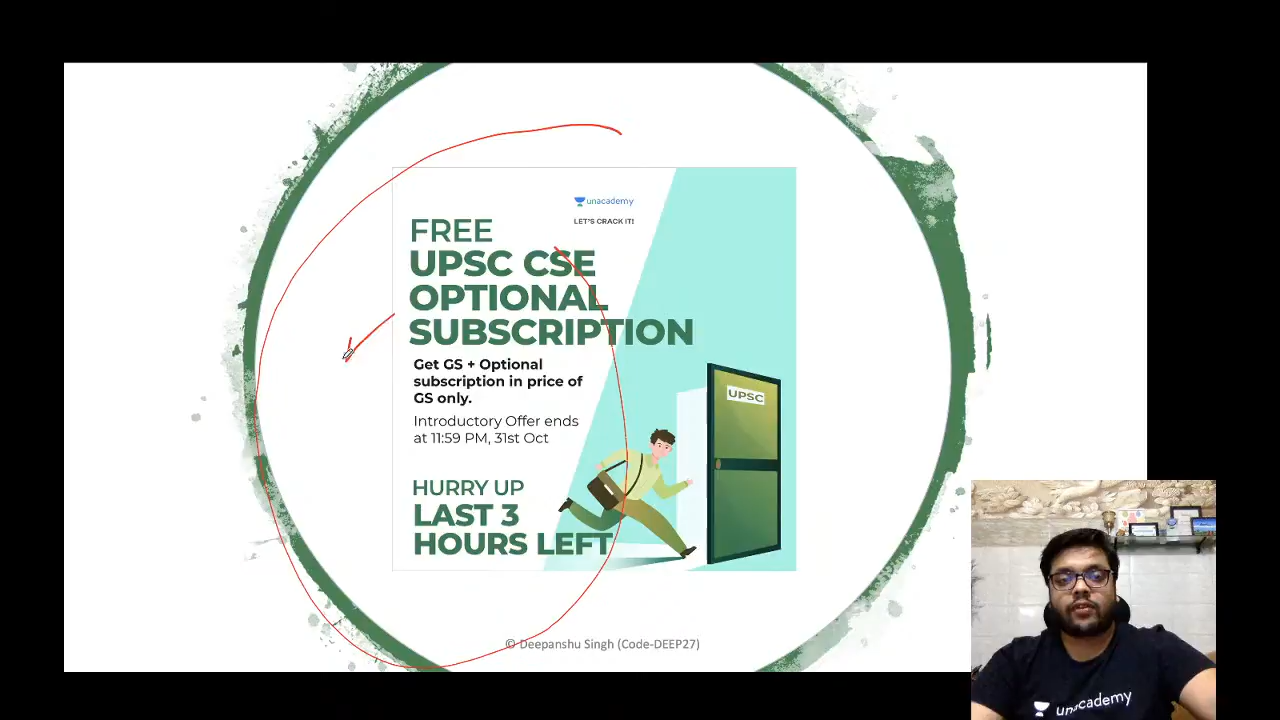 unacademy
LET'S CRACK IT!
FREE
UPSC CSE
OPTIONAL
SUBSCRIPTION
Get GS + Optional
subscription in price of
GS only.
Introductory Offer ends
at 11:59 PM, 31st Oct
HURRY UP
LAST 3
HOURS LEFT
UPSC
© Deepanshu Singh (Code-DEEP27)
unacademy